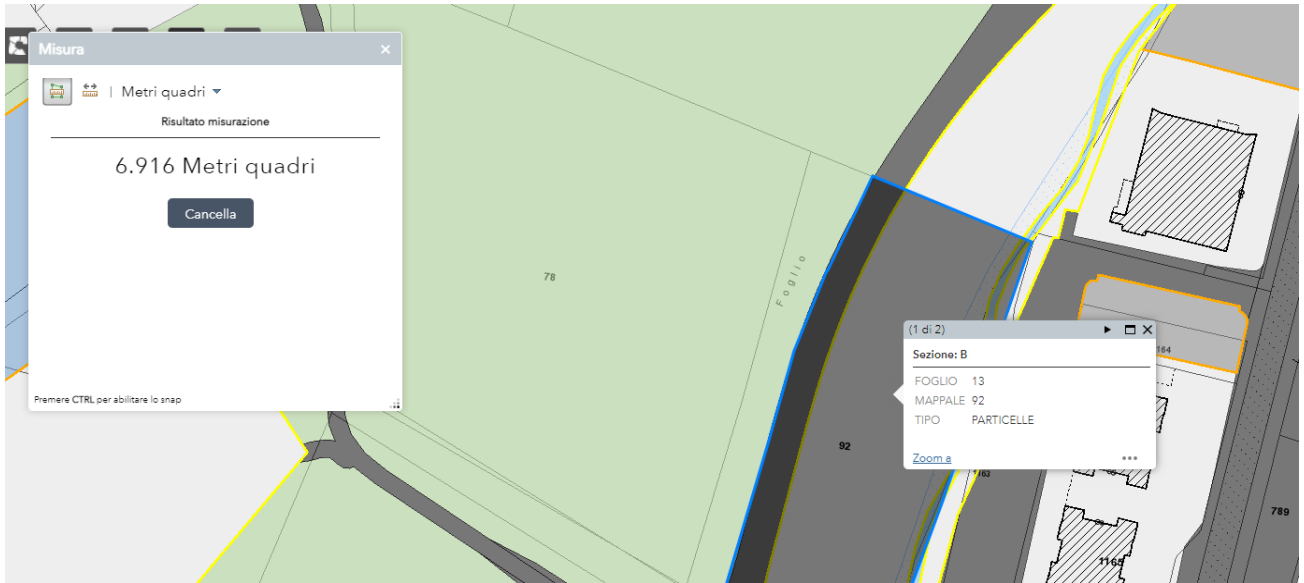 Misura
Metri quadri
Risultato misurazione
6.916 Metri quadri
Cancella
Premere CTRL per abilitare lo snap
78
Foglio
92
(1 di 2)
Sezione: B
FOGLIO 13
MAPPALE 92
TIPO PARTICELLE
Zoom a
1163
789
1165